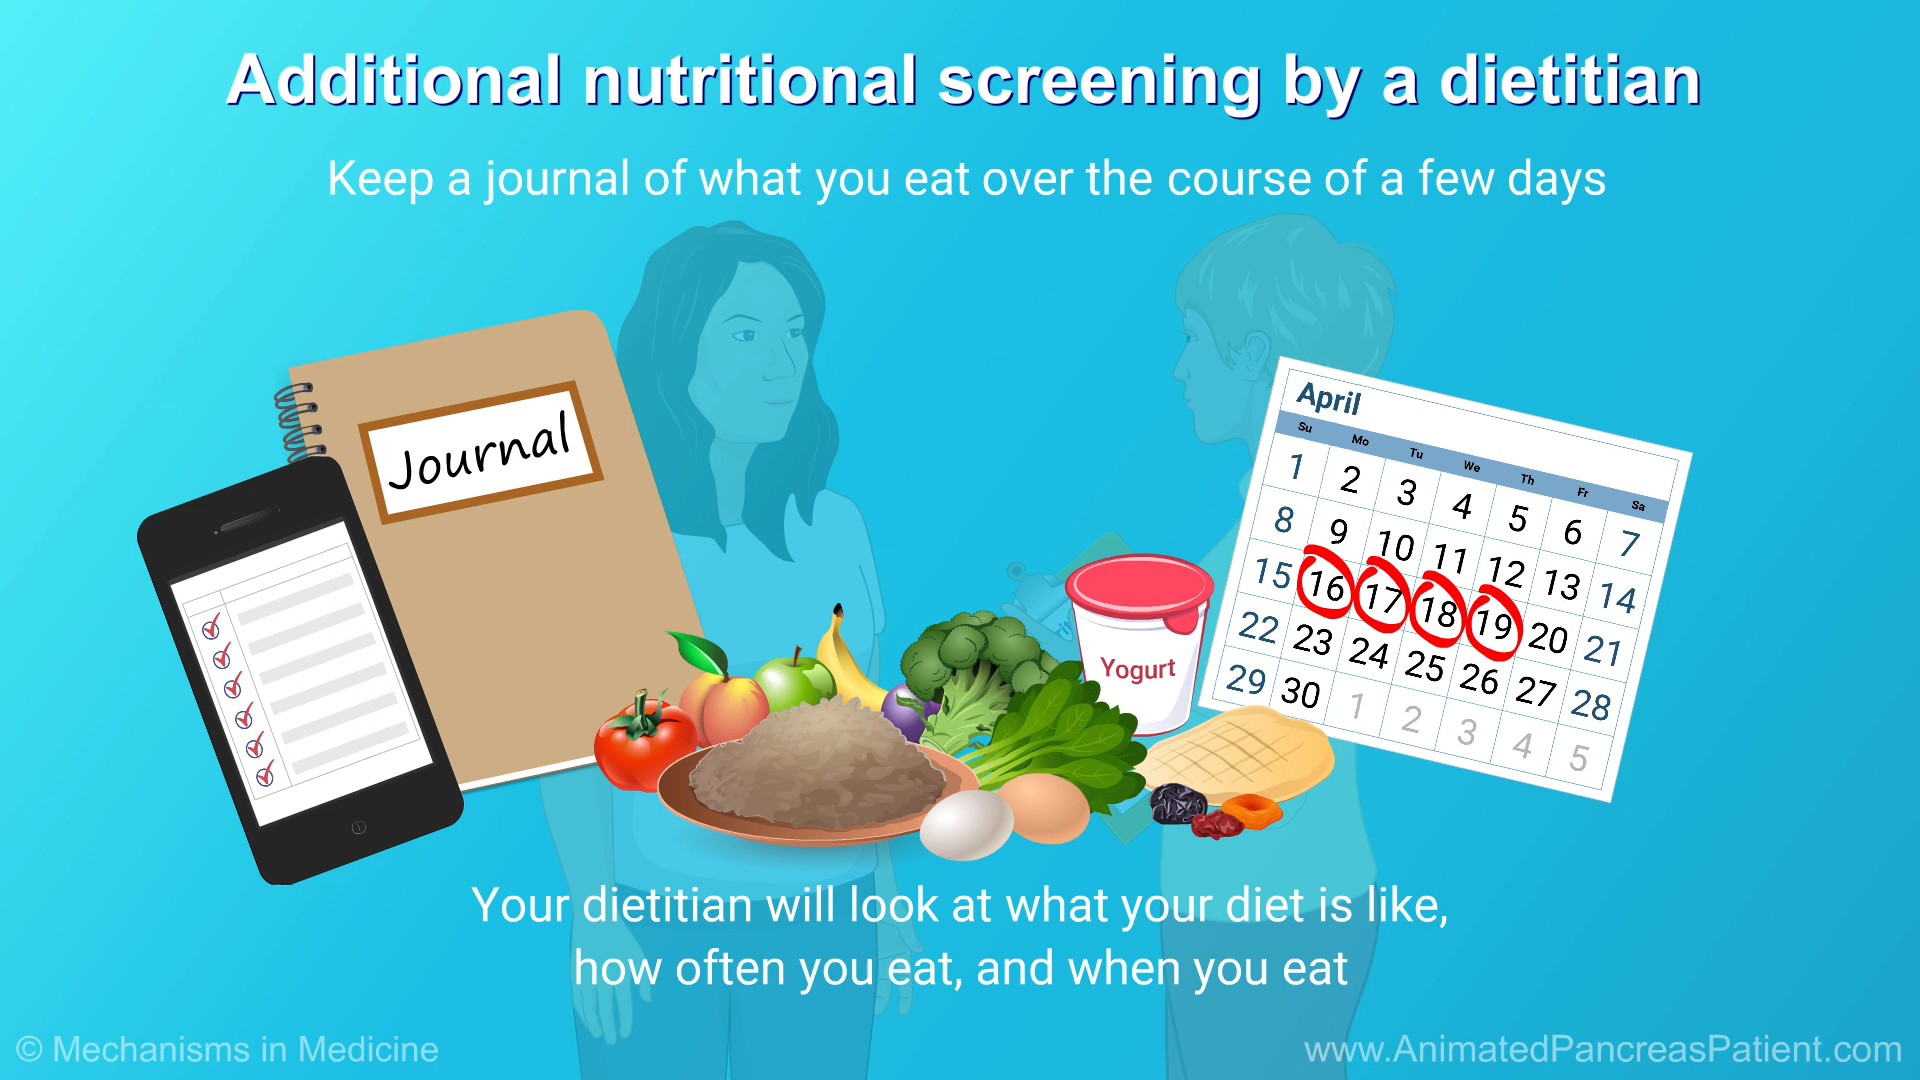 Additional nutritional screening by a dietitian
Keep a journal of what you eat over the course of a few days
Journal
April
Su Mo Tu We Th Fr Sa
1 2 3 4 5 6 7
8 9 10 11 12 13 14
15 16 17 18 19 20 21
22 23 24 25 26 27 28
29 30 1 2 3 4 5
Yogurt
Your dietitian will look at what your diet is like,
how often you eat, and when you eat
© Mechanisms in Medicine
www.AnimatedPancreasPatient.com